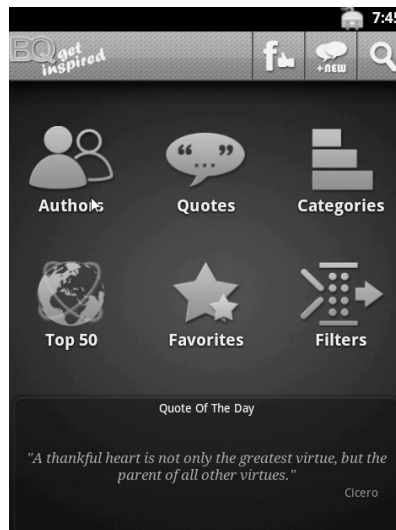 7:45
BQ get
inspired
f
+NEW
Authors
Quotes
Categories
Top 50
Favorites
Filters
Quote Of The Day
"A thankful heart is not only the greatest virtue, but the
parent of all other virtues."
Cicero